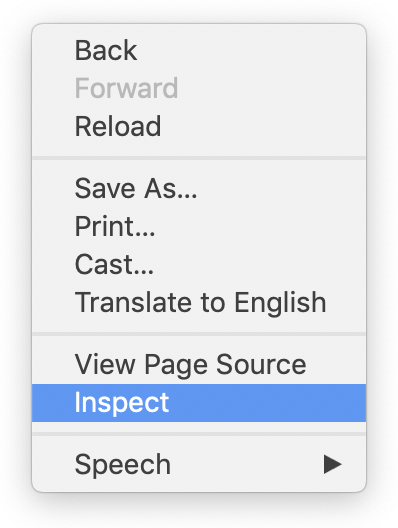 Back
Forward
Reload
Save As...
Print...
Cast...
Translate to English
View Page Source
Inspect
Speech